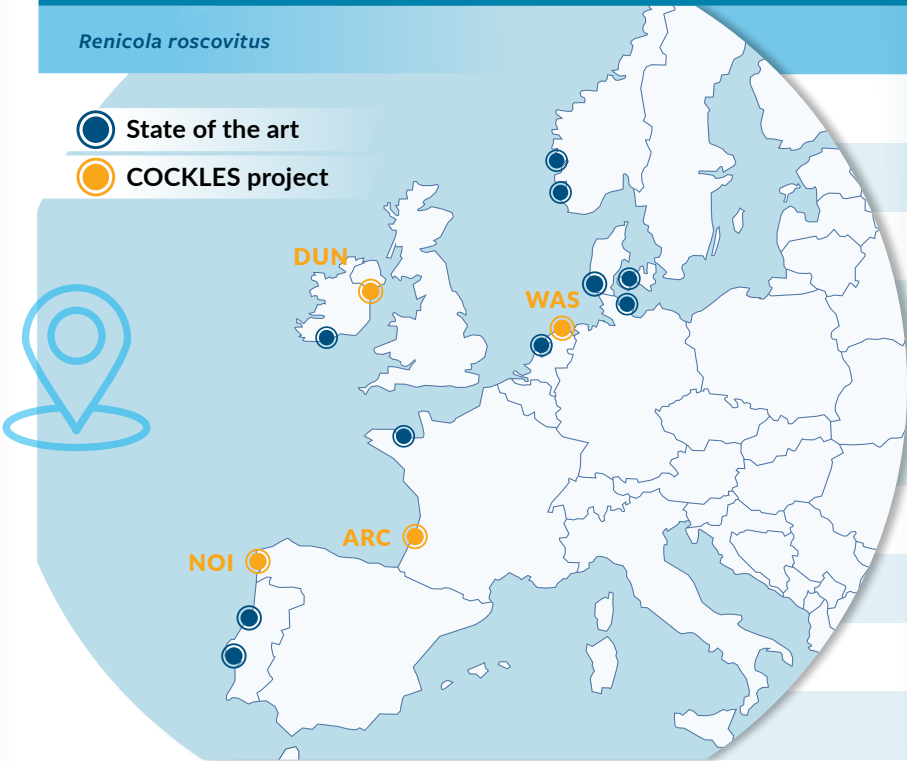 Renicola roscovitus
State of the art
COCKLES project
DUN
WAS
ARC
NOI